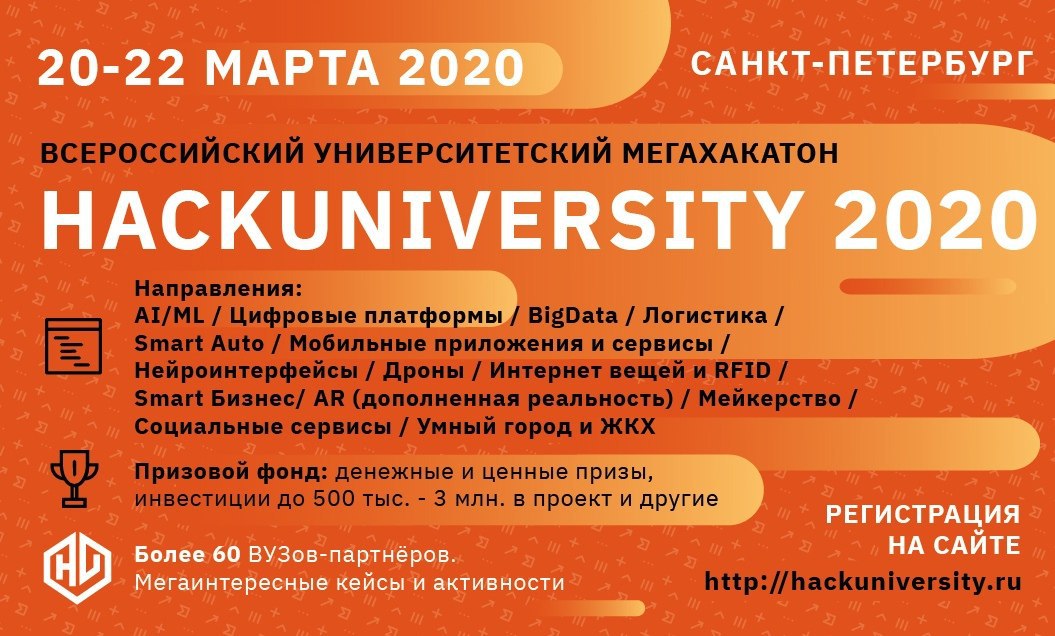 20-22 МАРТА 2020
САНКТ-ПЕТЕРБУРГ
ВСЕРОССИЙСКИЙ УНИВЕРСИТЕТСКИЙ МЕГАХАКАТОН
HACKUNIVERSITY 2020
Направления:
AI/ML / Цифровые платформы / BigData / Логистика /
Smart Auto / Мобильные приложения и сервисы /
Нейроинтерфейсы / Дроны / Интернет вещей и RFID /
Smart Бизнес/ AR (дополненная реальность) / Мейкерство /
Социальные сервисы / Умный город и ЖКХ
Призовой фонд: денежные и ценные призы,
инвестиции до 500 тыс. - 3 млн. в проект и другие
HU
Более 60 ВУЗов-партнёров.
Мегаинтересные кейсы и активности
РЕГИСТРАЦИЯ
НА САЙТЕ
http://hackuniversity.ru